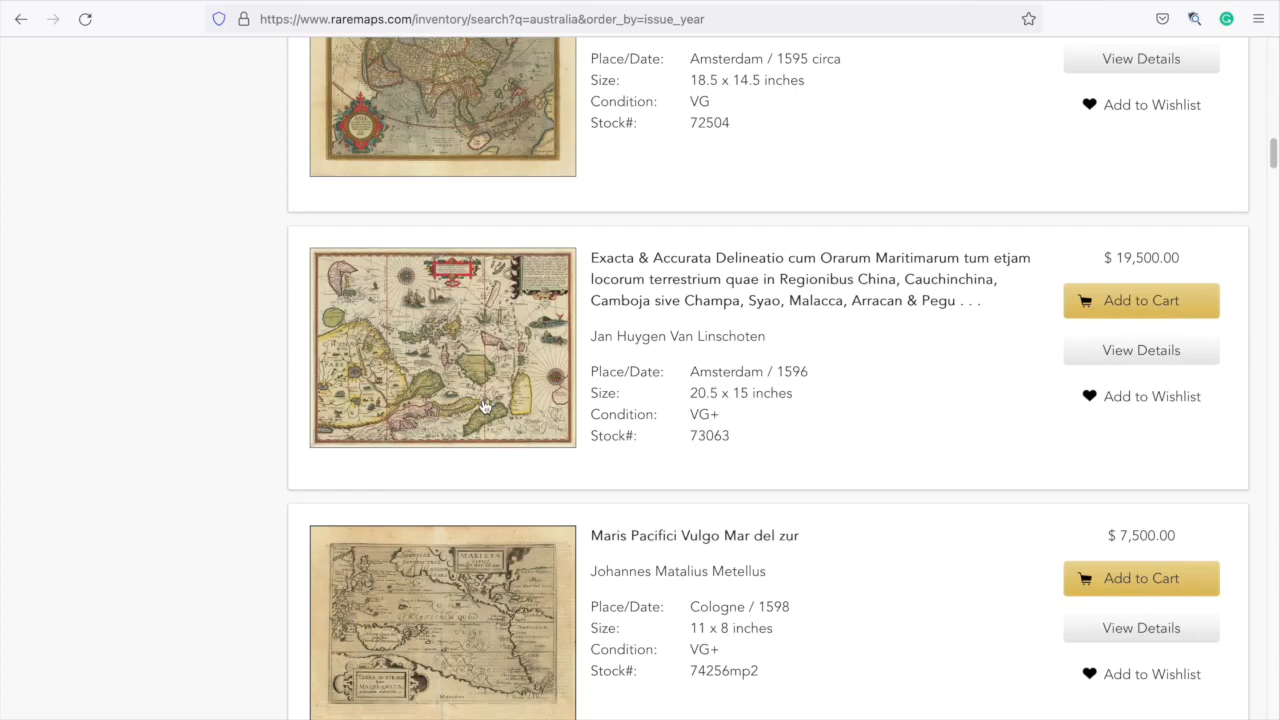 https://www.raremaps.com/inventory/search?q=australia&order_by=issue_year
Place/Date: Amsterdam / 1595 circa
Size: 18.5 x 14.5 inches
Condition: VG
Stock#: 72504
View Details
Add to Wishlist
ASIA
Exacta & Accurata Delineatio cum Orarum Maritimarum tum etjam
locorum terrestrium quae in Regionibus China, Cauchinchina,
Camboja sive Champa, Syao, Malacca, Arracan & Pegu . . .
Jan Huygen Van Linschoten
Place/Date: Amsterdam / 1596
Size: 20.5 x 15 inches
Condition: VG+
Stock#: 73063
$ 19,500.00
Add to Cart
View Details
Add to Wishlist
Maris Pacifici Vulgo Mar del zur
Johannes Matalius Metellus
Place/Date: Cologne / 1598
Size: 11 x 8 inches
Condition: VG+
Stock#: 74256mp2
$ 7,500.00
Add to Cart
View Details
Add to Wishlist